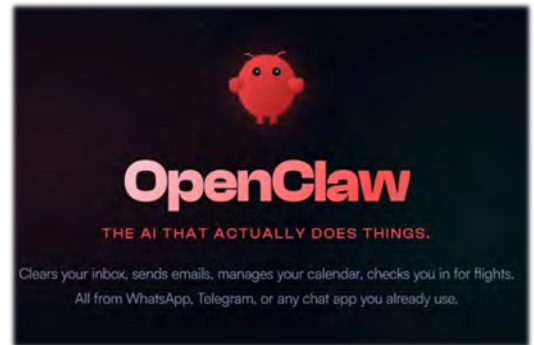 OpenClaw
THE AI THAT ACTUALLY DOES THINGS.
Clears your inbox, sends emails, manages your calendar, checks you in for flights.
All from WhatsApp, Telegram, or any chat app you already use.